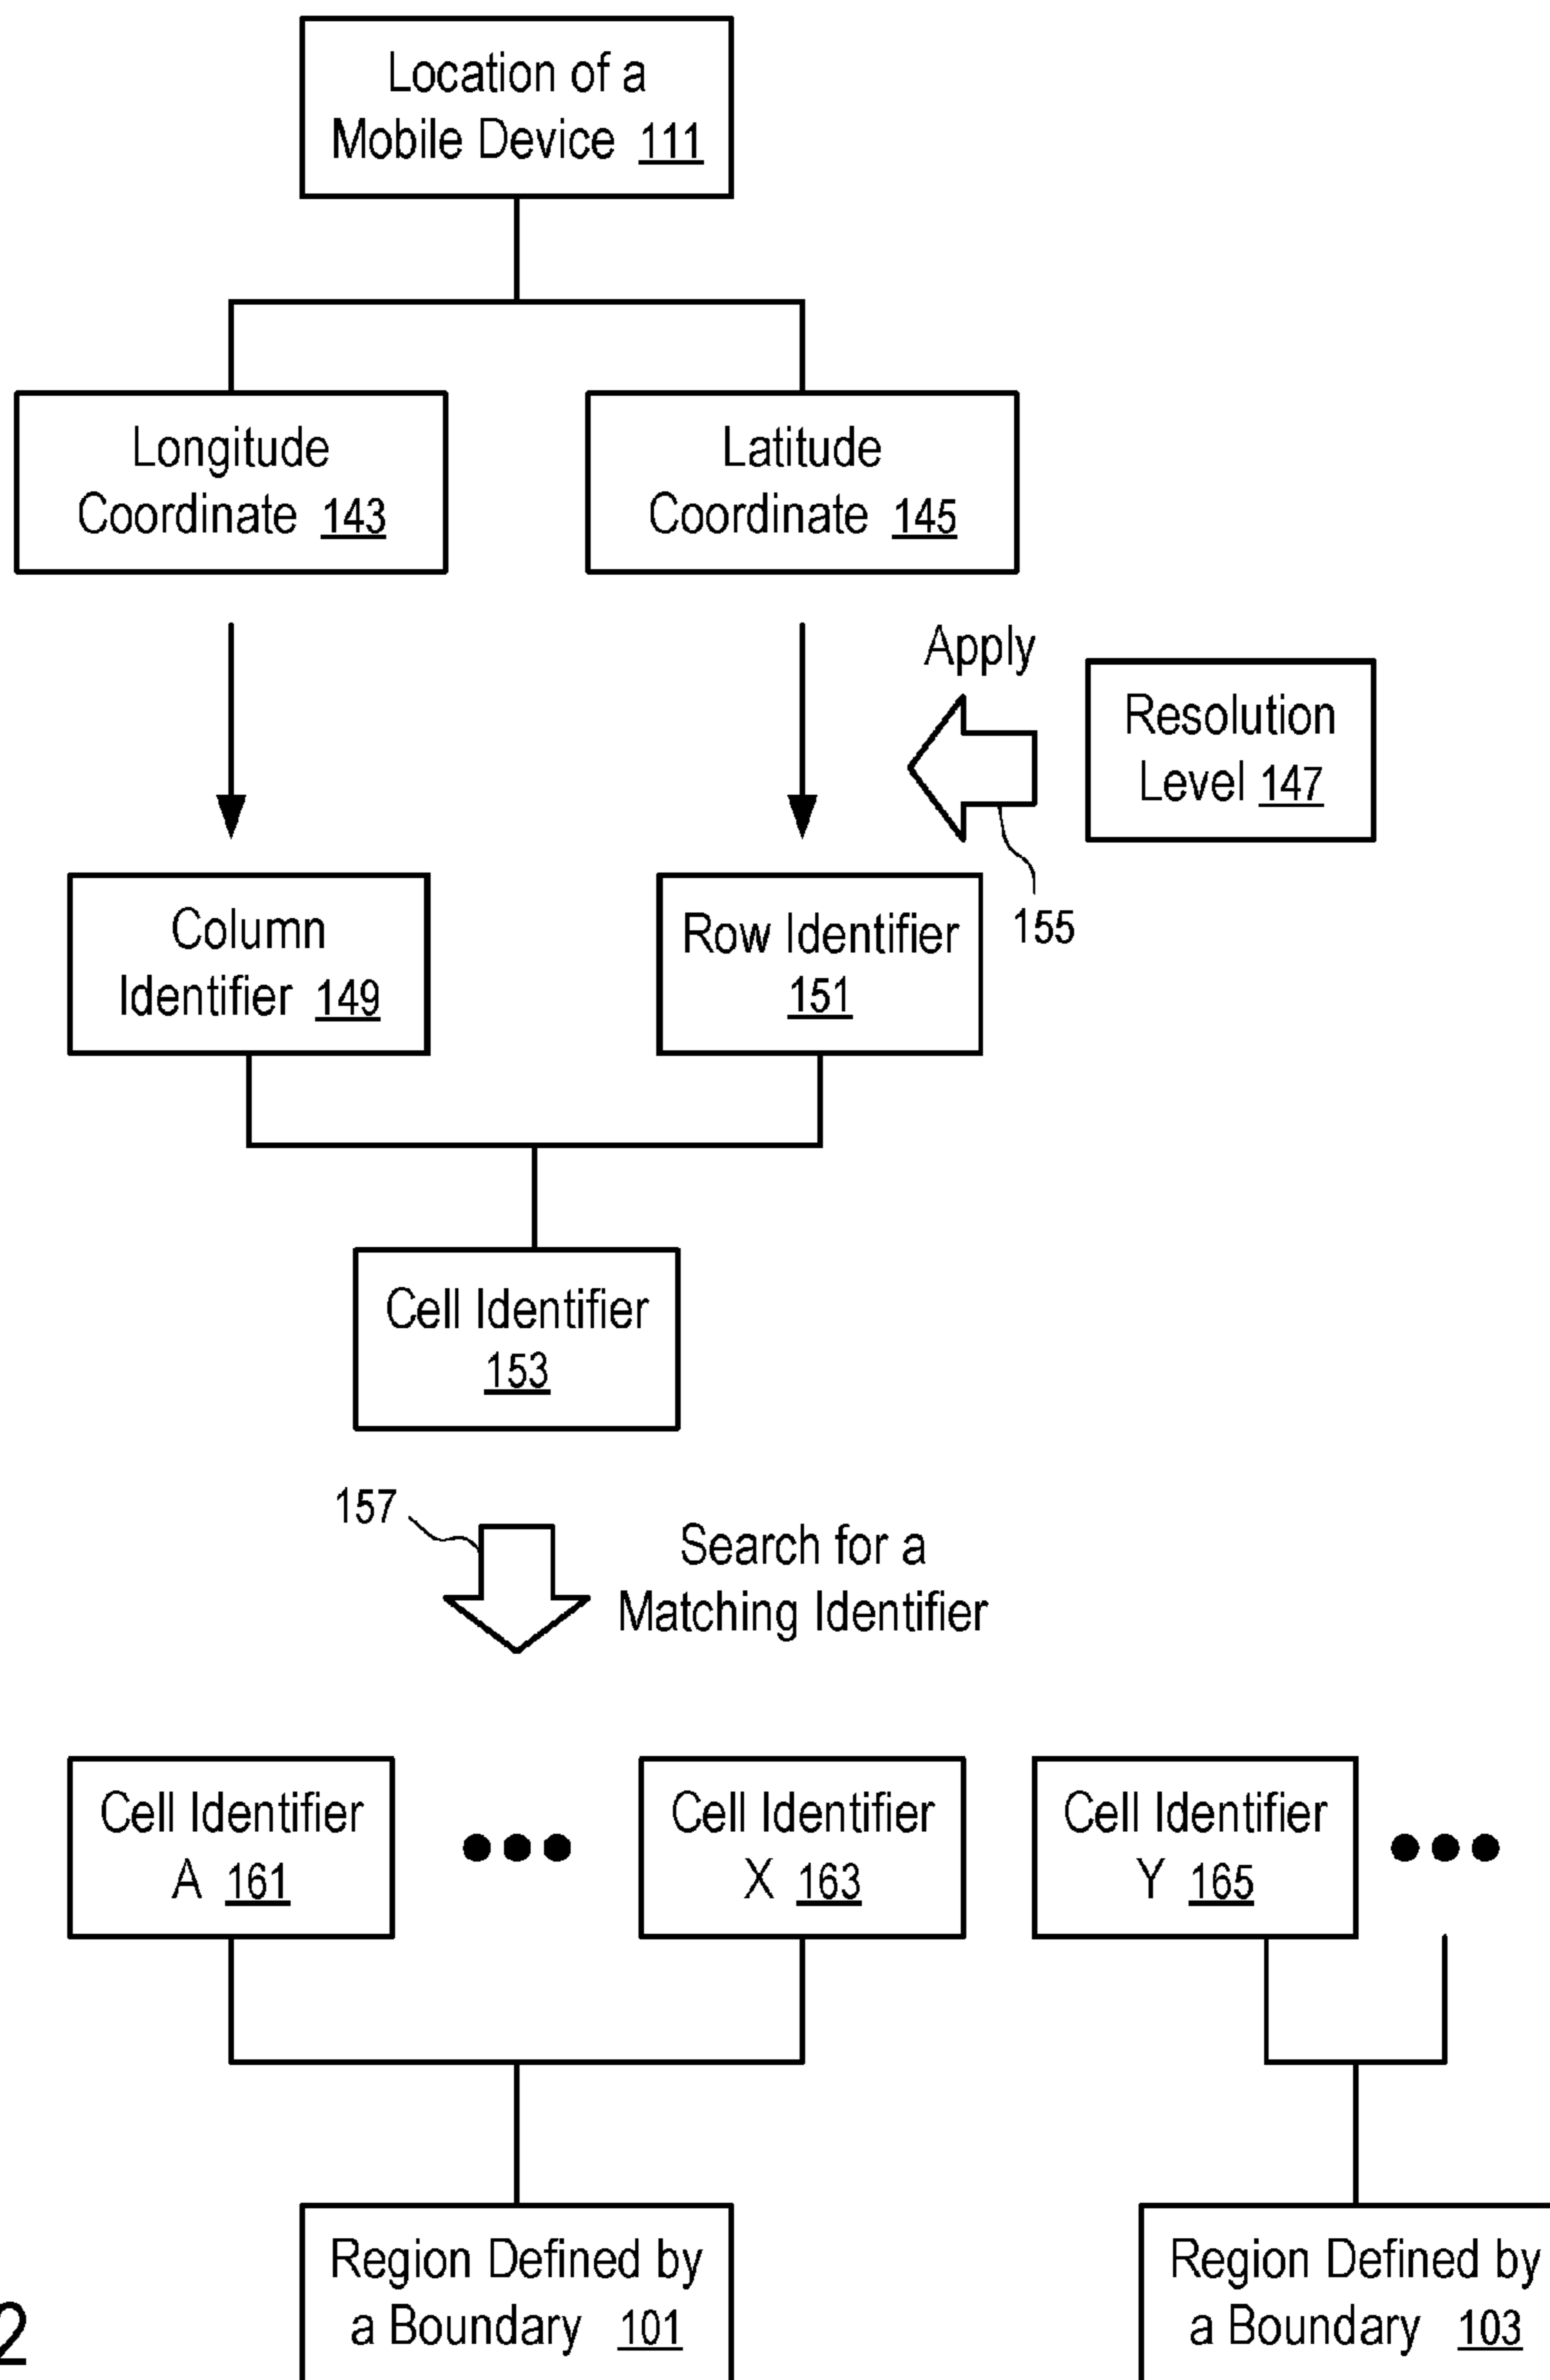 Location of a
Mobile Device 111
Longitude
Coordinate 143
Latitude
Coordinate 145
Apply
Resolution
Level 147
Column
Identifier 149
Row Identifier
151
155
Cell Identifier
153
157
Search for a
Matching Identifier
Cell Identifier
A 161
Cell Identifier
X 163
Cell Identifier
Y 165
Region Defined by
a Boundary 101
Region Defined by
a Boundary 103
2